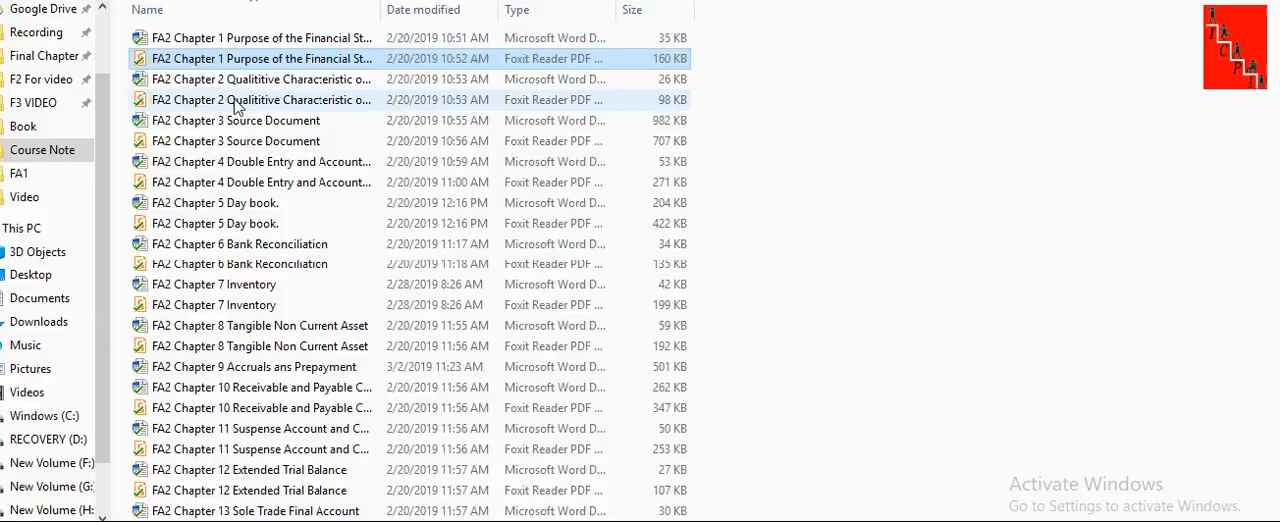 Google Drive
Recording
Final Chapter
F2 For video
F3 VIDEO
Book
Course Note
FA1
Video
This PC
3D Objects
Desktop
Documents
Downloads
Music
Pictures
Videos
Windows (C:)
RECOVERY (D:)
New Volume (F:)
New Volume (G:
New Volume (H:
Name Date modified Type Size
FA2 Chapter 1 Purpose of the Financial St... 2/20/2019 10:51 AM Microsoft Word D... 35 KB
FA2 Chapter 1 Purpose of the Financial St... 2/20/2019 10:52 AM Foxit Reader PDF ... 160 KB
FA2 Chapter 2 Qualititive Characteristic o... 2/20/2019 10:53 AM Microsoft Word D... 26 KB
FA2 Chapter 2 Qualititive Characteristic o... 2/20/2019 10:53 AM Foxit Reader PDF ... 98 KB
FA2 Chapter 3 Source Document 2/20/2019 10:55 AM Microsoft Word D... 982 KB
FA2 Chapter 3 Source Document 2/20/2019 10:56 AM Foxit Reader PDF ... 707 KB
FA2 Chapter 4 Double Entry and Account... 2/20/2019 10:59 AM Microsoft Word D... 53 KB
FA2 Chapter 4 Double Entry and Account... 2/20/2019 11:00 AM Foxit Reader PDF ... 271 KB
FA2 Chapter 5 Day book. 2/20/2019 12:16 PM Microsoft Word D... 204 KB
FA2 Chapter 5 Day book. 2/20/2019 12:16 PM Foxit Reader PDF ... 422 KB
FA2 Chapter 6 Bank Reconciliation 2/20/2019 11:17 AM Microsoft Word D... 34 KB
FA2 Chapter 6 Bank Reconciliation 2/20/2019 11:18 AM Foxit Reader PDF ... 135 KB
FA2 Chapter 7 Inventory 2/28/2019 8:26 AM Microsoft Word D... 42 KB
FA2 Chapter 7 Inventory 2/28/2019 8:26 AM Foxit Reader PDF ... 199 KB
FA2 Chapter 8 Tangible Non Current Asset 2/20/2019 11:55 AM Microsoft Word D... 59 KB
FA2 Chapter 8 Tangible Non Current Asset 2/20/2019 11:55 AM Foxit Reader PDF ... 192 KB
FA2 Chapter 9 Accruals ans Prepayment 3/2/2019 11:23 AM Microsoft Word D... 501 KB
FA2 Chapter 10 Receivable and Payable C... 2/20/2019 11:56 AM Microsoft Word D... 262 KB
FA2 Chapter 10 Receivable and Payable C... 2/20/2019 11:56 AM Foxit Reader PDF ... 347 KB
FA2 Chapter 11 Suspense Account and C... 2/20/2019 11:56 AM Microsoft Word D... 50 KB
FA2 Chapter 11 Suspense Account and C... 2/20/2019 11:56 AM Foxit Reader PDF ... 253 KB
FA2 Chapter 12 Extended Trial Balance 2/20/2019 11:57 AM Microsoft Word D... 27 KB
FA2 Chapter 12 Extended Trial Balance 2/20/2019 11:57 AM Foxit Reader PDF ... 107 KB
FA2 Chapter 13 Sole Trade Final Account 2/20/2019 11:57 AM Microsoft Word D... 30 KB
Activate Windows
Go to Settings to activate Windows.